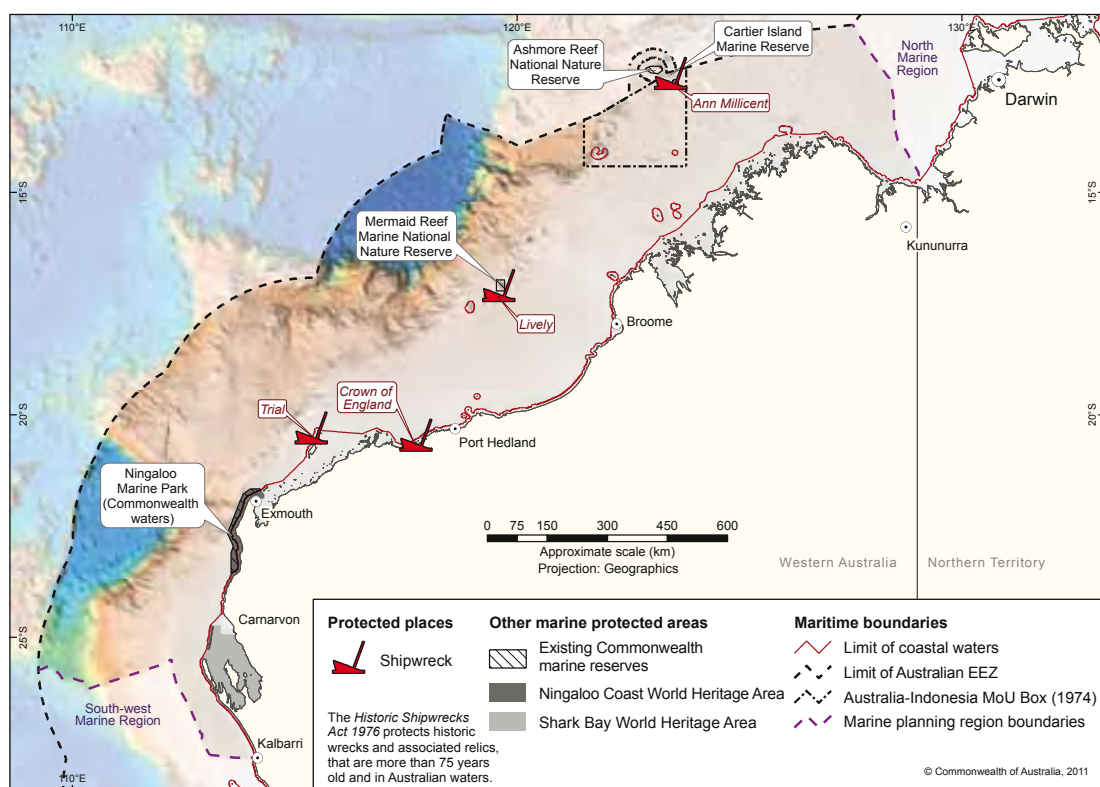 110°E
120°E
130°E
Ashmore Reef
National Nature
Reserve
Cartier Island
Marine Reserve
North
Marine
Region
Darwin
Ann Millicent
15°S
15°S
Mermaid Reef
Marine National
Nature Reserve
Kununurra
Lively
Broome
Crown of
England
Trial
20°S
20°S
Port Hedland
Ningaloo
Marine Park
(Commonwealth
waters)
Exmouth
0 75 150 300 450 600
Approximate scale (km)
Projection: Geographics
Western Australia
Northern Territory
Carnarvon
25°S
South-west
Marine Region
Kalbarri
110°E
Protected places
Shipwreck
The Historic Shipwrecks
Act 1976 protects historic
wrecks and associated relics,
that are more than 75 years
old and in Australian waters.
Other marine protected areas
Existing Commonwealth
marine reserves
Ningaloo Coast World Heritage Area
Shark Bay World Heritage Area
Maritime boundaries
Limit of coastal waters
Limit of Australian EEZ
Australia-Indonesia MoU Box (1974)
Marine planning region boundaries
© Commonwealth of Australia, 2011